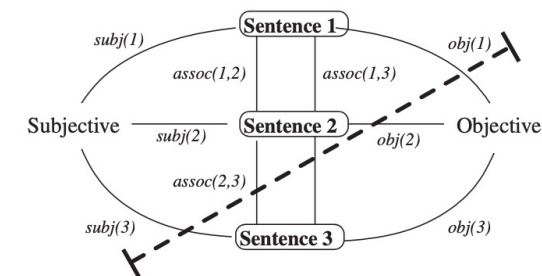 Sentence 1
subj(1)
obj(1)
assoc(1,2)
assoc(1,3)
Subjective
subj(2)
Sentence 2
obj(2)
Objective
assoc(2,3)
subj(3)
Sentence 3
obj(3)